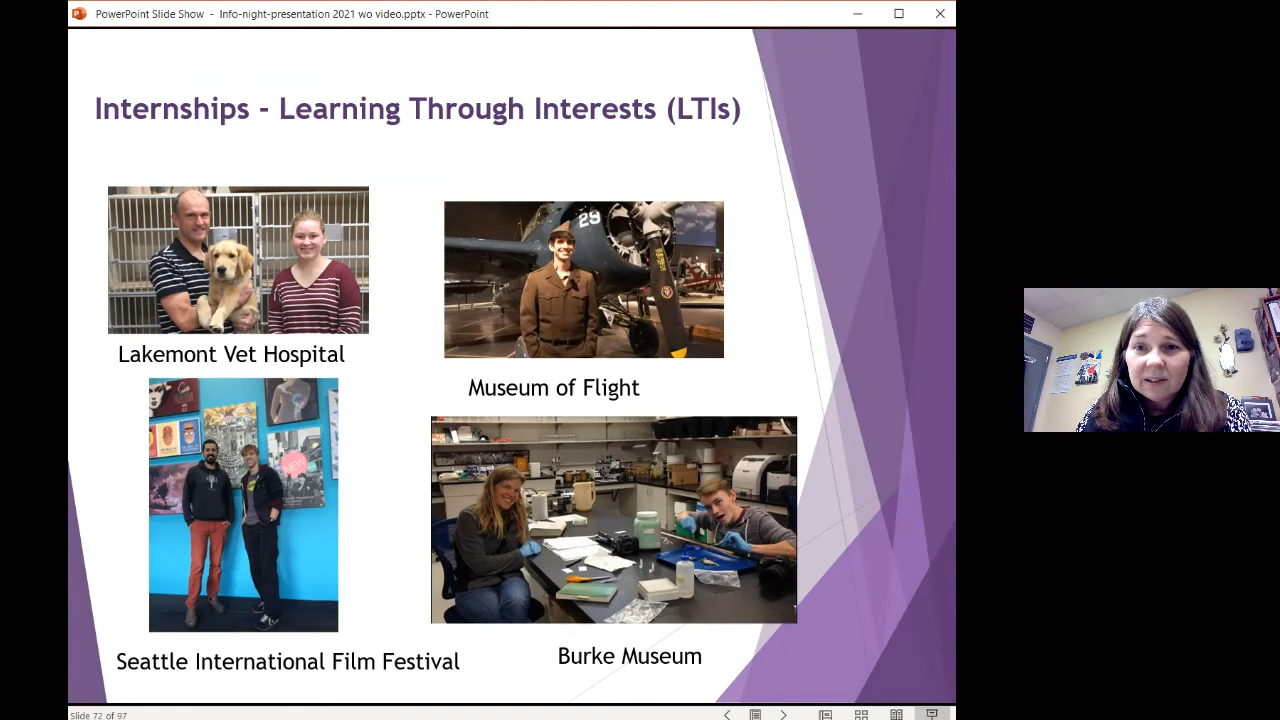 PowerPoint Slide Show - Info-night-presentation 2021 wo video.pptx - PowerPoint
Internships - Learning Through Interests (LTIs)
29
Lakemont Vet Hospital
Museum of Flight
Seattle International Film Festival
Burke Museum
Slide 72 of 97